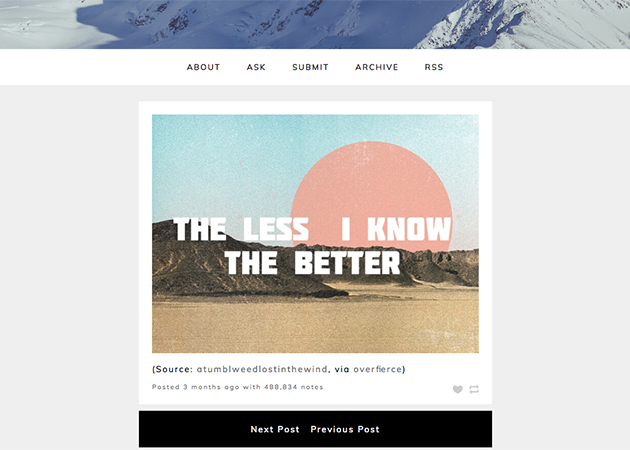 ABOUT ASK SUBMIT ARCHIVE RSS
THE LESS I KNOW
THE BETTER
(Source: atumblweedlostinthewind, via overfierce)
Posted 3 months ago with 488,834 notes
Next Post Previous Post